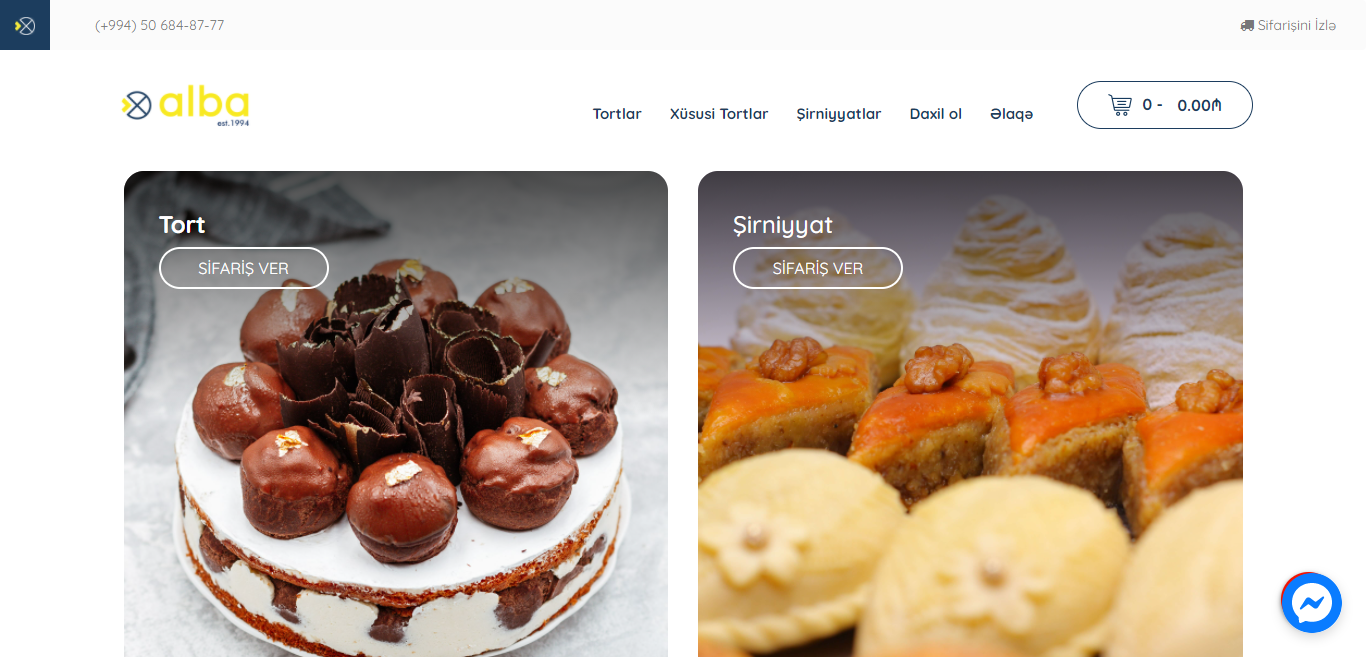 (+994) 50 684-87-77
Sifarişini İzlə
alba
est.1994
Tortlar
Xüsusi Tortlar
Şirniyyatlar
Daxil ol
Əlaqə
0 - 0.00₼
Tort
SİFARİŞ VER
Şirniyyat
SİFARİŞ VER